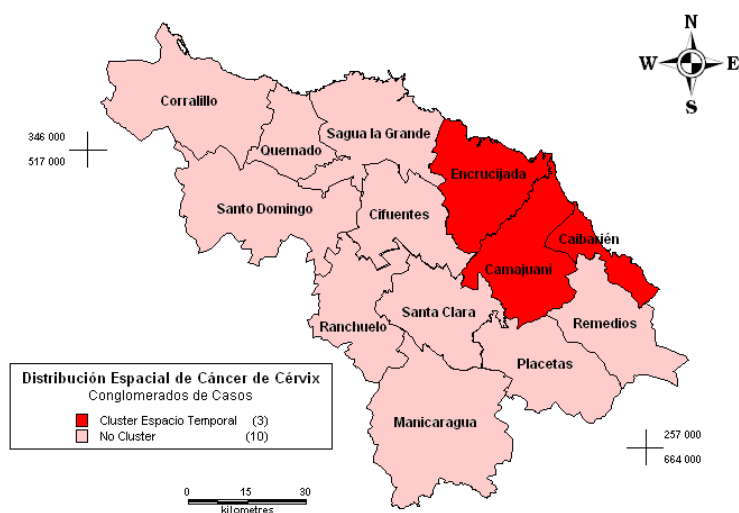 N
W E
S
Corralillo
346 000
517 000
Quemado
Sagua la Grande
Encrucijada
Santo Domingo
Cifuentes
Caibarién
Camajuaní
Santa Clara
Ranchuelo
Remedios
Placetas
Manicaragua
Distribución Espacial de Cáncer de Cérvix
Conglomerados de Casos
Cluster Espacio Temporal (3)
No Cluster (10)
257 000
664 000
0 15 30
kilometres